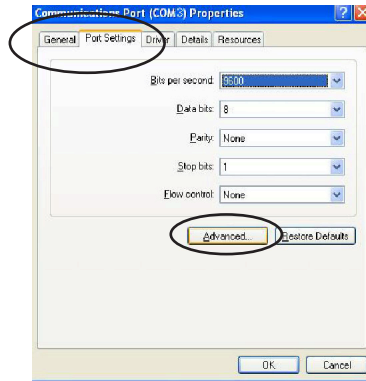 Communications Port (COM3) Properties
General Port Settings Driver Details Resources
Bits per second: 9600
Data bits: 8
Parity: None
Stop bits: 1
Flow control: None
Advanced... Restore Defaults
OK Cancel